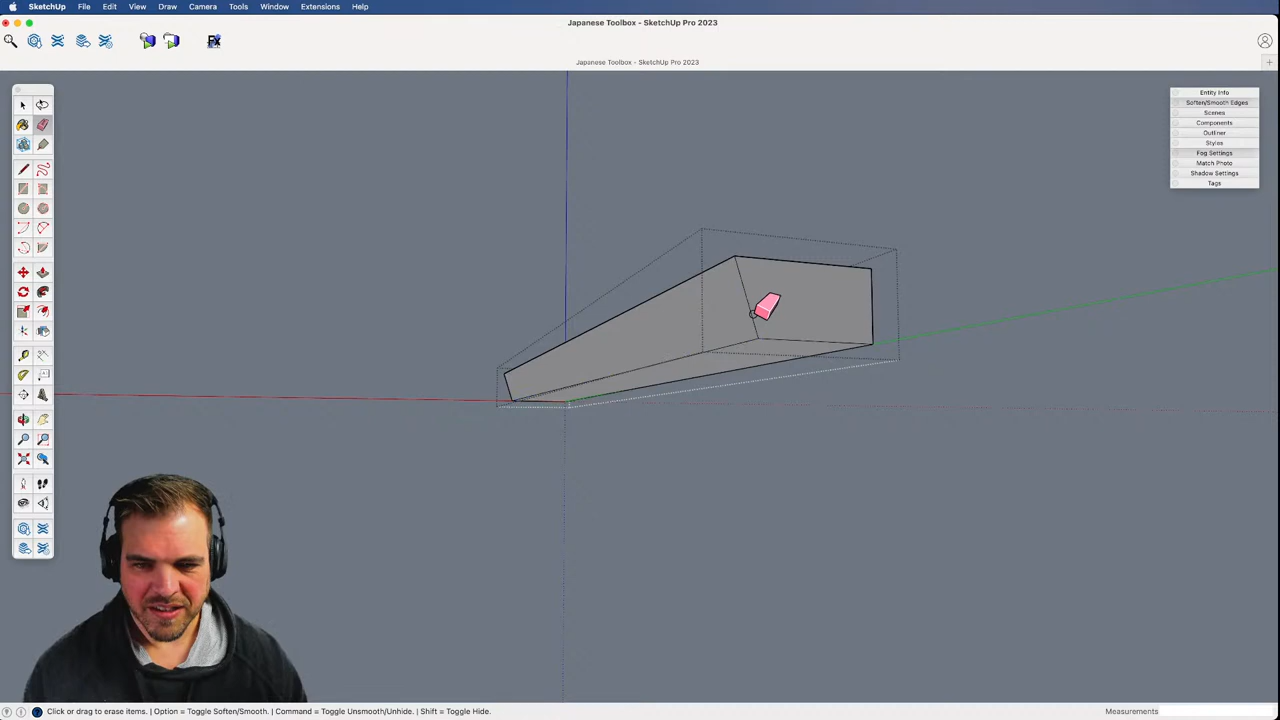 SketchUp File Edit View Draw Camera Tools Window Extensions Help
Japanese Toolbox - SketchUp Pro 2023
Japanese Toolbox - SketchUp Pro 2023
Entity Info
Soften/Smooth Edges
Scenes
Components
Outliner
Styles
Fog Settings
Match Photo
Shadow Settings
Tags
Click or drag to erase items. | Option = Toggle Soften/Smooth. | Command = Toggle Unsmooth/Unhide. | Shift = Toggle Hide.
Measurements